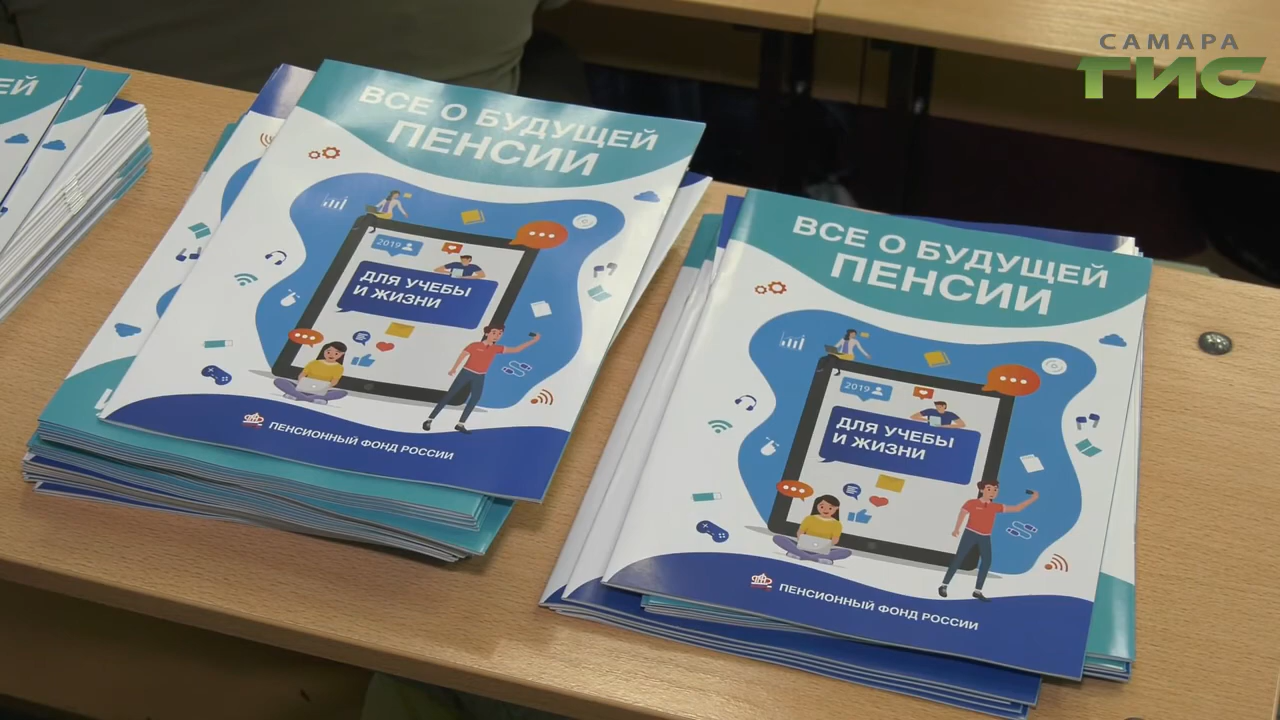 САМАРА
ТИС
ЕЙ
ВСЕ О БУДУЩЕЙ
ПЕНСИИ
2019
ДЛЯ УЧЕБЫ
И ЖИЗНИ
ПЕНСИОННЫЙ ФОНД РОССИИ
ВСЕ О БУДУЩЕЙ
ПЕНСИИ
2019
ДЛЯ УЧЕБЫ
И ЖИЗНИ
ПЕНСИОННЫЙ ФОНД РОССИИ